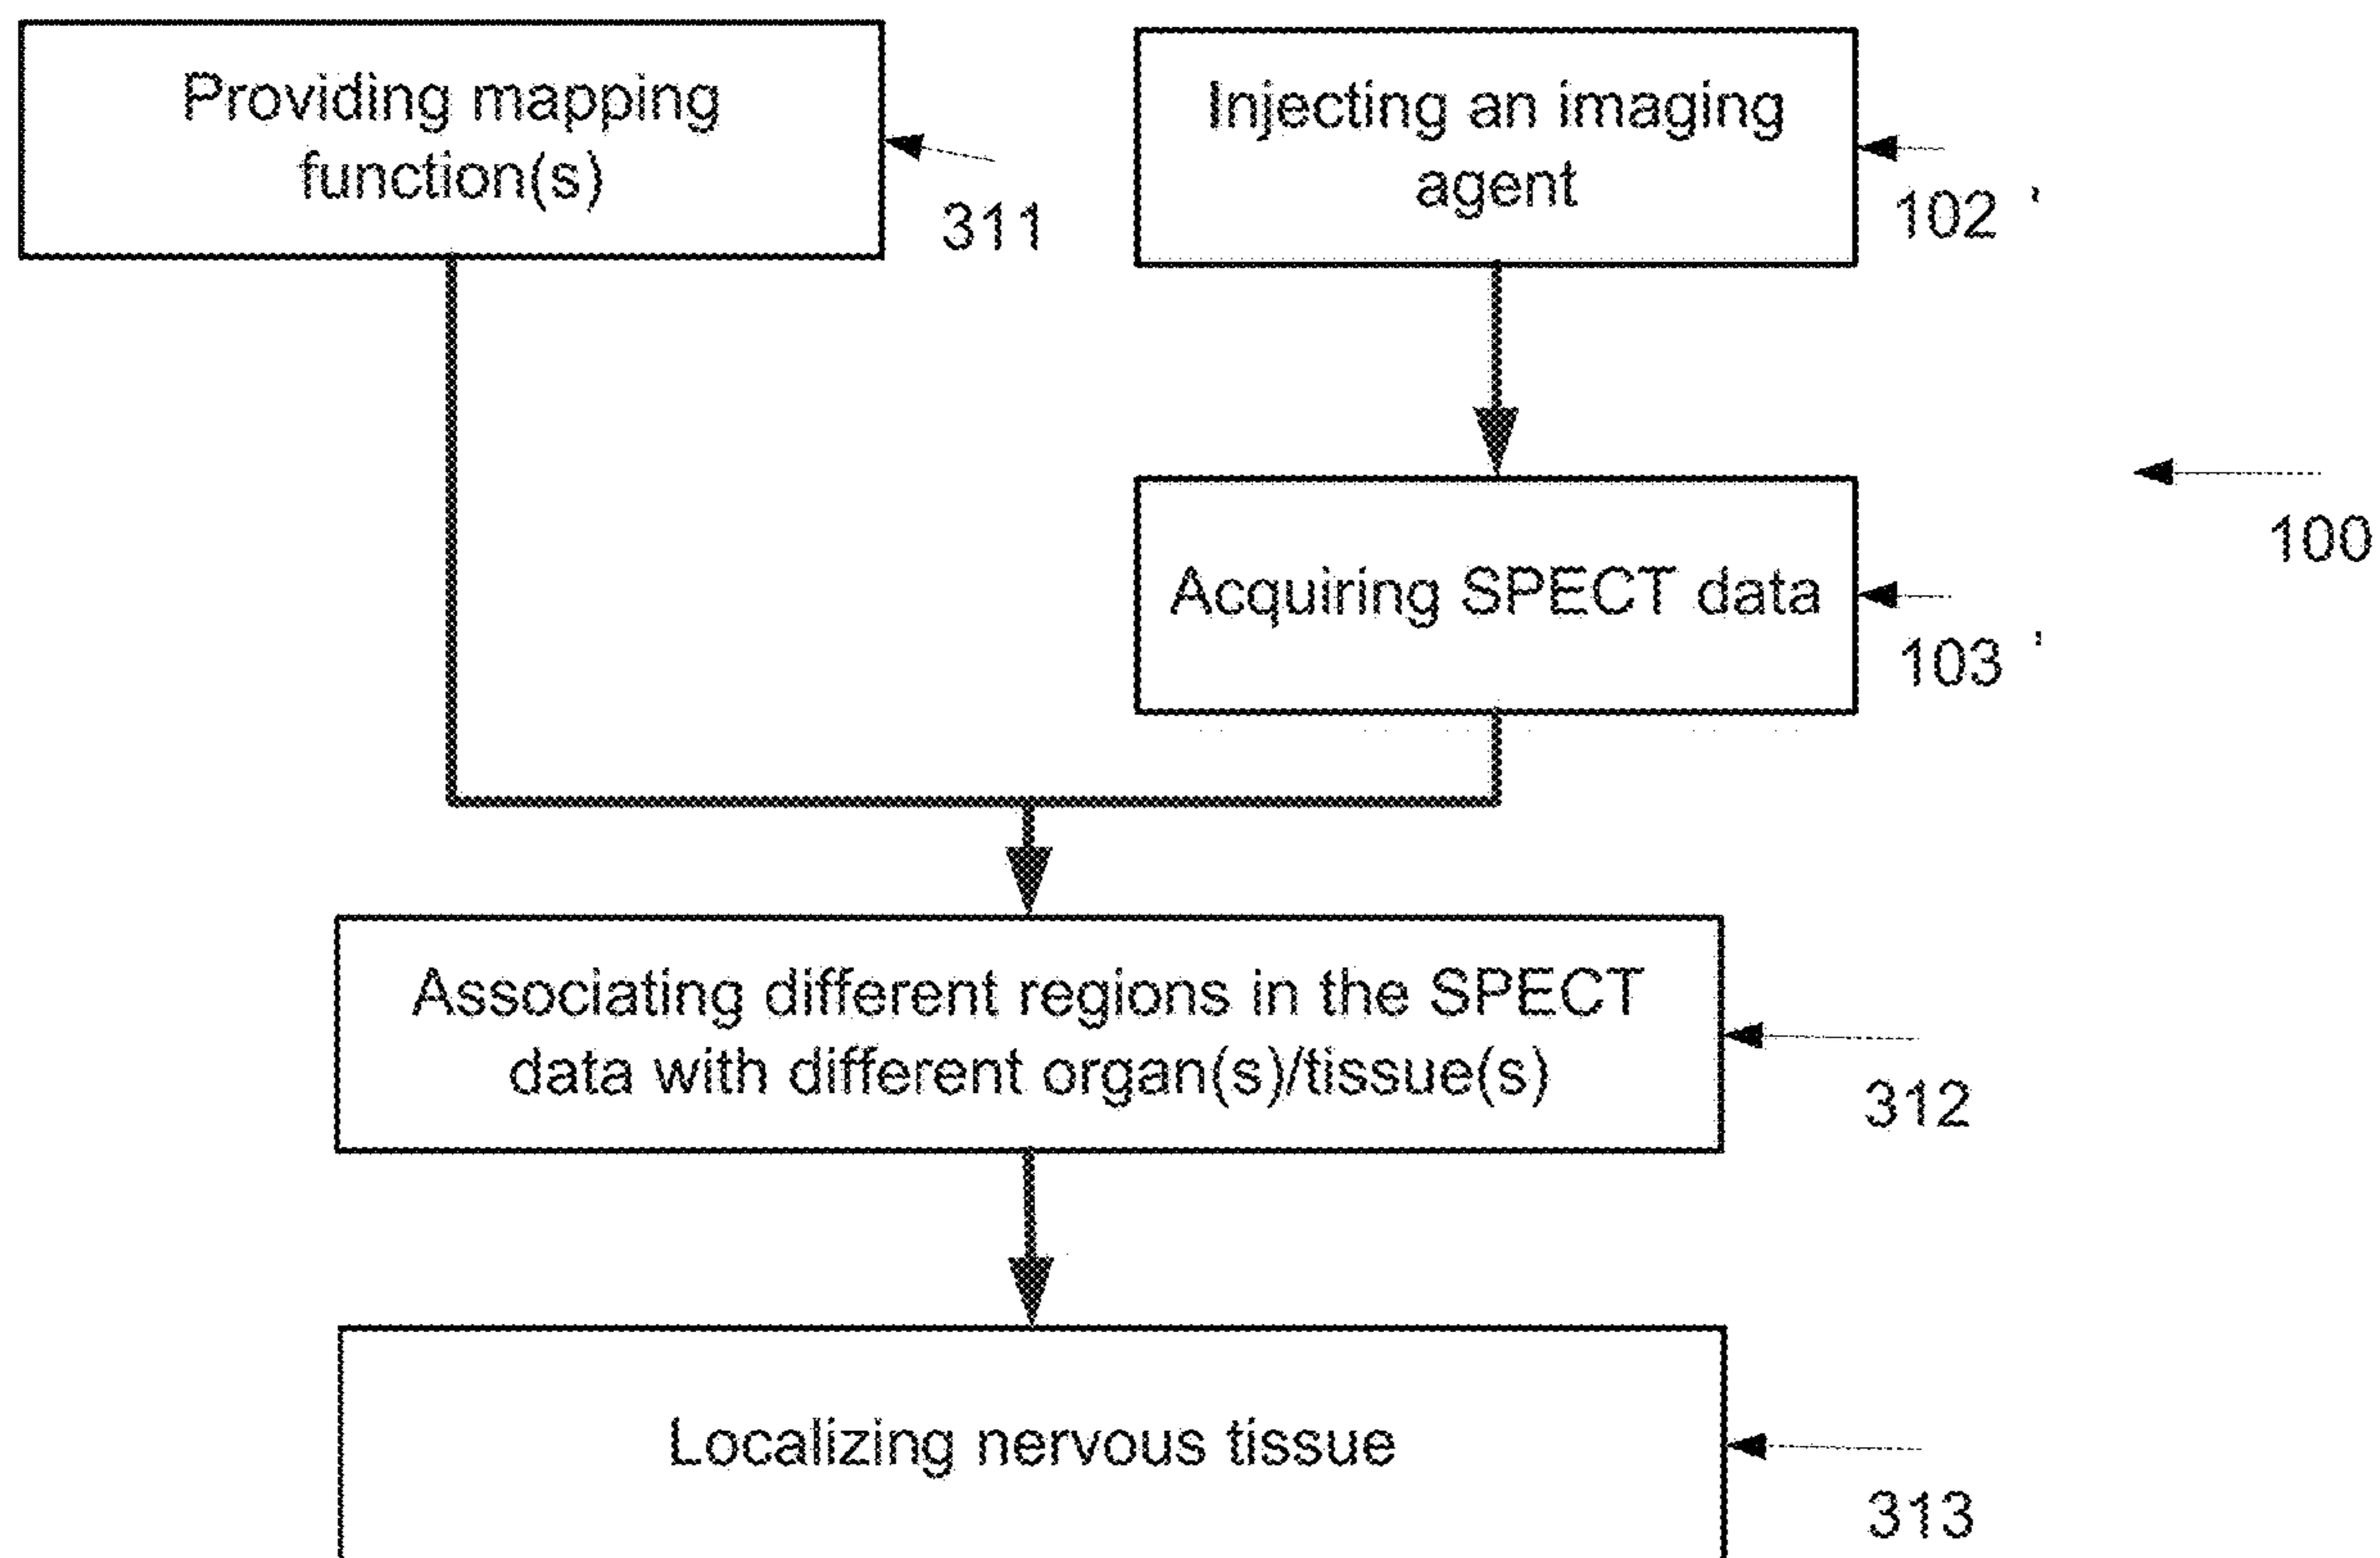 Providing mapping
function(s)
311
Injecting an imaging
agent
102 '
100
Acquiring SPECT data
103 '
Associating different regions in the SPECT
data with different organ(s)/tissue(s)
312
Localizing nervous tissue
313